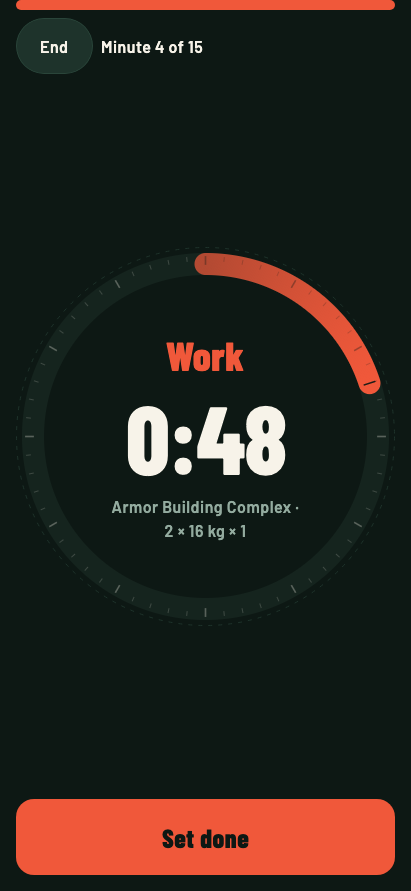 End
Minute 4 of 15
Work
0:48
Armor Building Complex ·
2 × 16 kg × 1
Set done